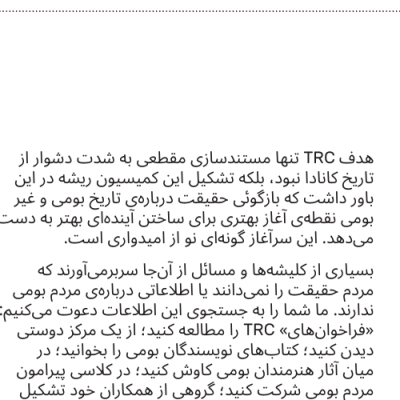 هدف TRC تنها مستندسازی مقطعی به شدت دشوار از
تاریخ کانادا نبود، بلکه تشکیل این کمیسیون ریشه در این
باور داشت که بازگوئی حقیقت درباره‌ی تاریخ بومی و غیر
بومی نقطه‌ی آغاز بهتری برای ساختن آینده‌ای بهتر به دست
می‌دهد. این سرآغاز گونه‌ای نو از امیدواری است.
بسیاری از کلیشه‌ها و مسائل از آن‌جا سربرمی‌آورند که
مردم حقیقت را نمی‌دانند یا اطلاعاتی درباره‌ی مردم بومی
ندارند. ما شما را به جستجوی این اطلاعات دعوت می‌کنیم:
«فراخوان‌های» TRC را مطالعه کنید؛ از یک مرکز دوستی
دیدن کنید؛ کتاب‌های نویسندگان بومی را بخوانید؛ در
میان آثار هنرمندان بومی کاوش کنید؛ در کلاسی پیرامون
مردم بومی شرکت کنید؛ گروهی از همکاران خود تشکیل